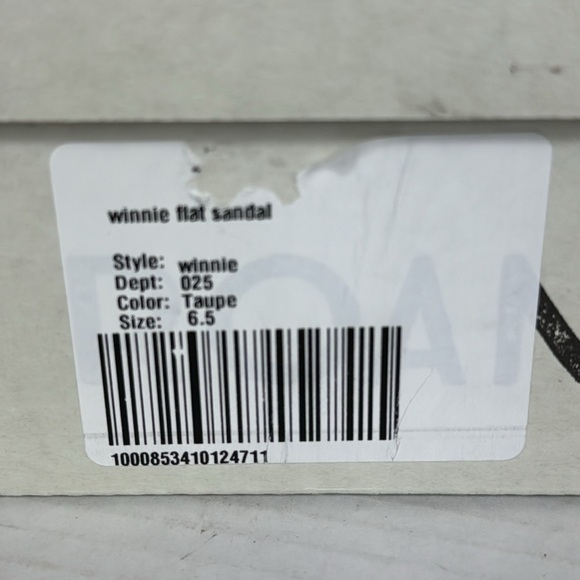 winnie flat sandal
Style: winnie
Dept: 025
Color: Taupe
Size: 6.5
1000853410124711